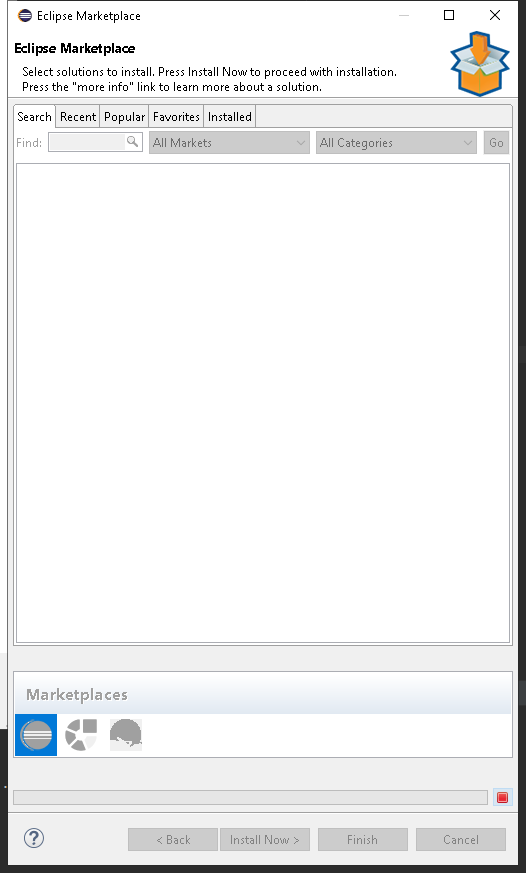 Eclipse Marketplace
Eclipse Marketplace
Select solutions to install. Press Install Now to proceed with installation.
Press the "more info" link to learn more about a solution.
Search Recent Popular Favorites Installed
Find: All Markets All Categories Go
Marketplaces
? < Back Install Now > Finish Cancel